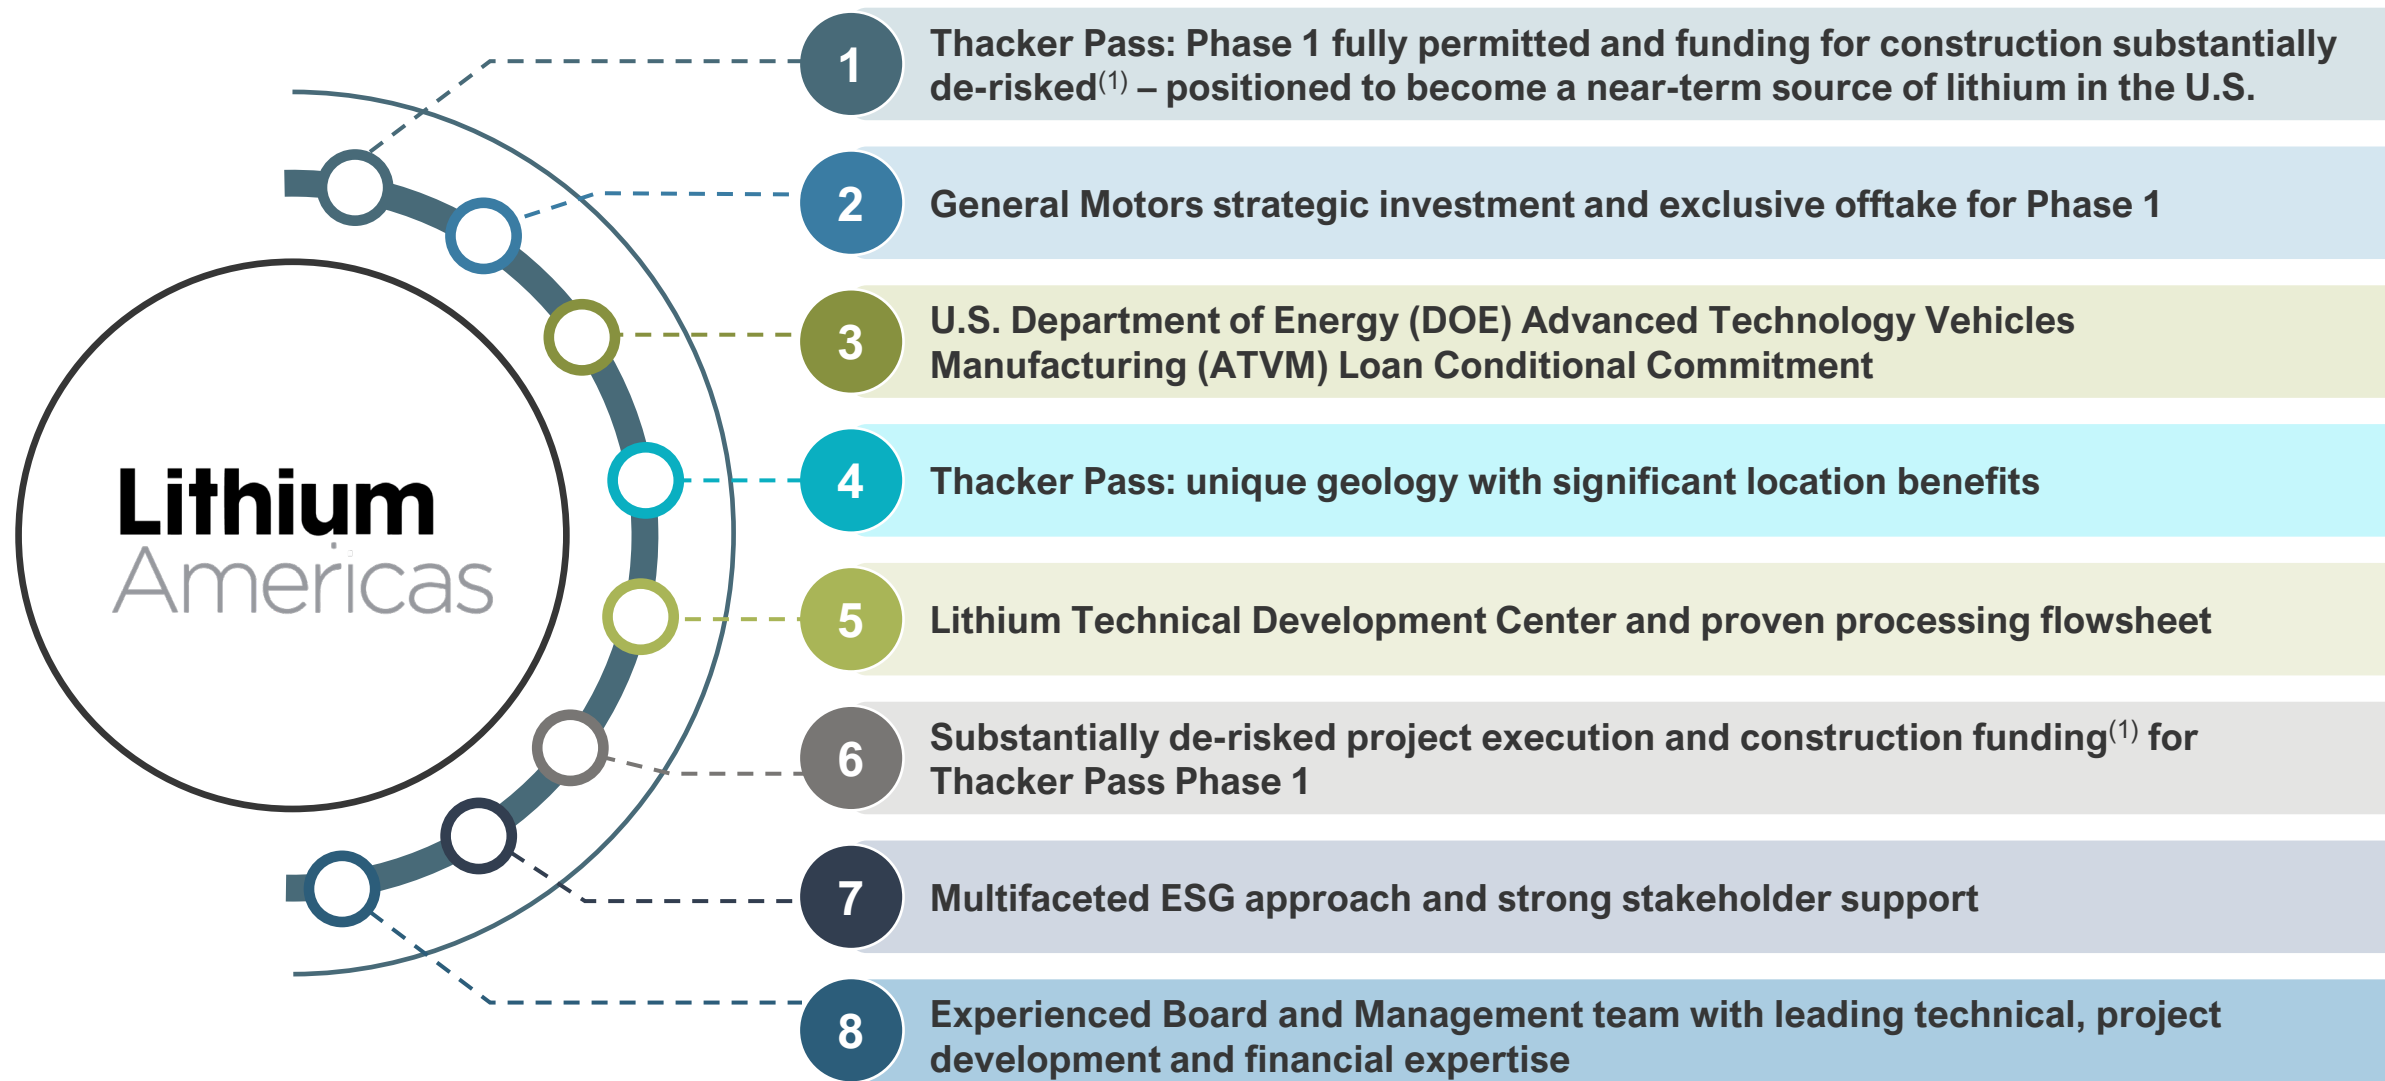 Lithium
Americas
1
Thacker Pass: Phase 1 fully permitted and funding for construction substantially
de-risked(1) – positioned to become a near-term source of lithium in the U.S.
2
General Motors strategic investment and exclusive offtake for Phase 1
3
U.S. Department of Energy (DOE) Advanced Technology Vehicles
Manufacturing (ATVM) Loan Conditional Commitment
4
Thacker Pass: unique geology with significant location benefits
5
Lithium Technical Development Center and proven processing flowsheet
6
Substantially de-risked project execution and construction funding(1) for
Thacker Pass Phase 1
7
Multifaceted ESG approach and strong stakeholder support
8
Experienced Board and Management team with leading technical, project
development and financial expertise